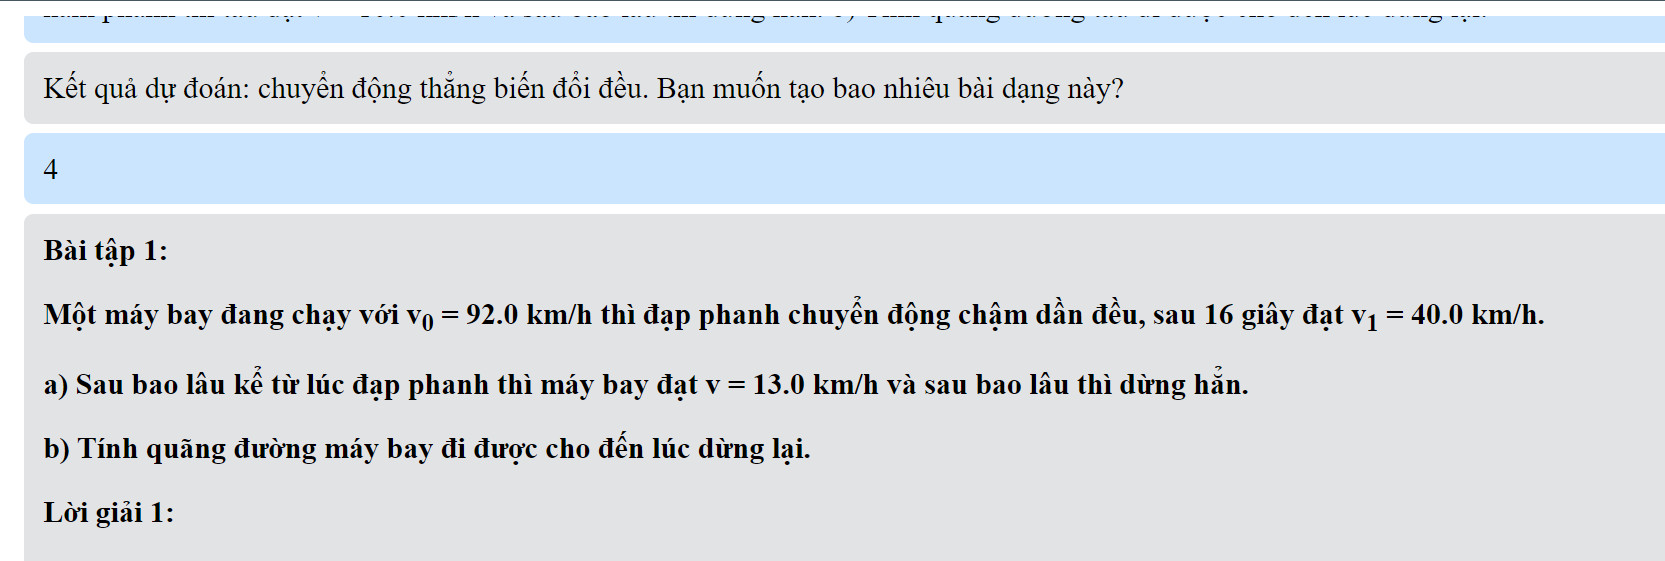 Kết quả dự đoán: chuyển động thẳng biến đổi đều. Bạn muốn tạo bao nhiêu bài dạng này?
4
Bài tập 1:
Một máy bay đang chạy với v₀ = 92.0 km/h thì đạp phanh chuyển động chậm dần đều, sau 16 giây đạt v₁ = 40.0 km/h.
a) Sau bao lâu kể từ lúc đạp phanh thì máy bay đạt v = 13.0 km/h và sau bao lâu thì dừng hẳn.
b) Tính quãng đường máy bay đi được cho đến lúc dừng lại.
Lời giải 1: